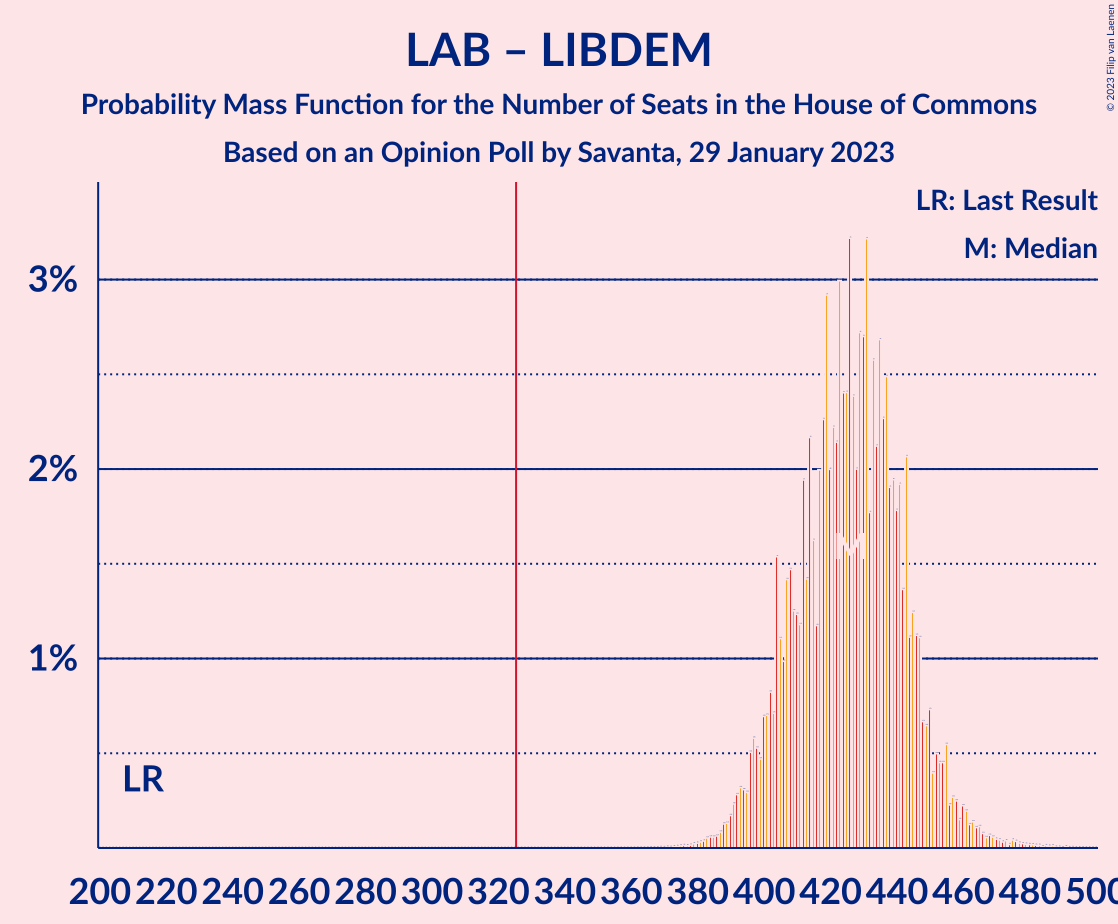 LAB – LIBDEM
Probability Mass Function for the Number of Seats in the House of Commons
Based on an Opinion Poll by Savanta, 29 January 2023
© 2023 Filip van Laenen
LR: Last Result
M: Median
3%
2%
1%
LR
M
200 220 240 260 280 300 320 340 360 380 400 420 440 460 480 500